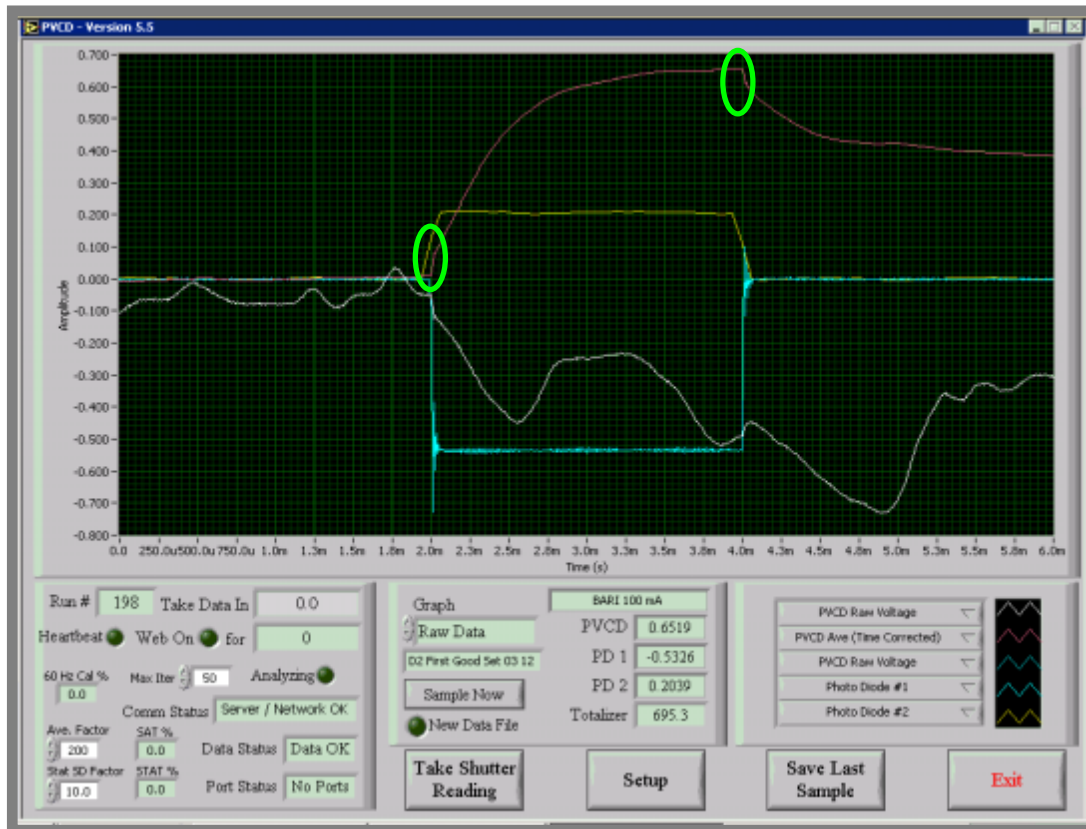 PVCD - Version 5.5
0.700
0.600
0.500
0.400
0.300
0.200
0.100
0.000
-0.100
-0.200
-0.300
-0.400
-0.500
-0.600
-0.700
-0.800
Amplitude
0.0 250.0u 500.0u 750.0u 1.0m 1.3m 1.5m 1.8m 2.0m 2.3m 2.5m 2.8m 3.0m 3.3m 3.5m 3.8m 4.0m 4.3m 4.5m 4.8m 5.0m 5.3m 5.5m 5.8m 6.0m
Time (s)
Run # 198 Take Data In 0.0
Heartbeat Web On for 0
60 Hz Cal % Max Iter 50 Analyzing
0.0
Comm Status Server / Network OK
Ave. Factor SAT %
200 0.0 Data Status Data OK
Stat SD Factor STAT %
10.0 0.0 Port Status No Ports
Graph BARI 100 mA
Raw Data PVCD 0.6519
D2 First Good Set 03 12 PD 1 -0.5326
Sample Now PD 2 0.2039
New Data File Totalizer 695.3
PVCD Raw Voltage
PVCD Ave (Time Corrected)
PVCD Raw Voltage
Photo Diode #1
Photo Diode #2
Take Shutter Reading
Setup
Save Last Sample
Exit